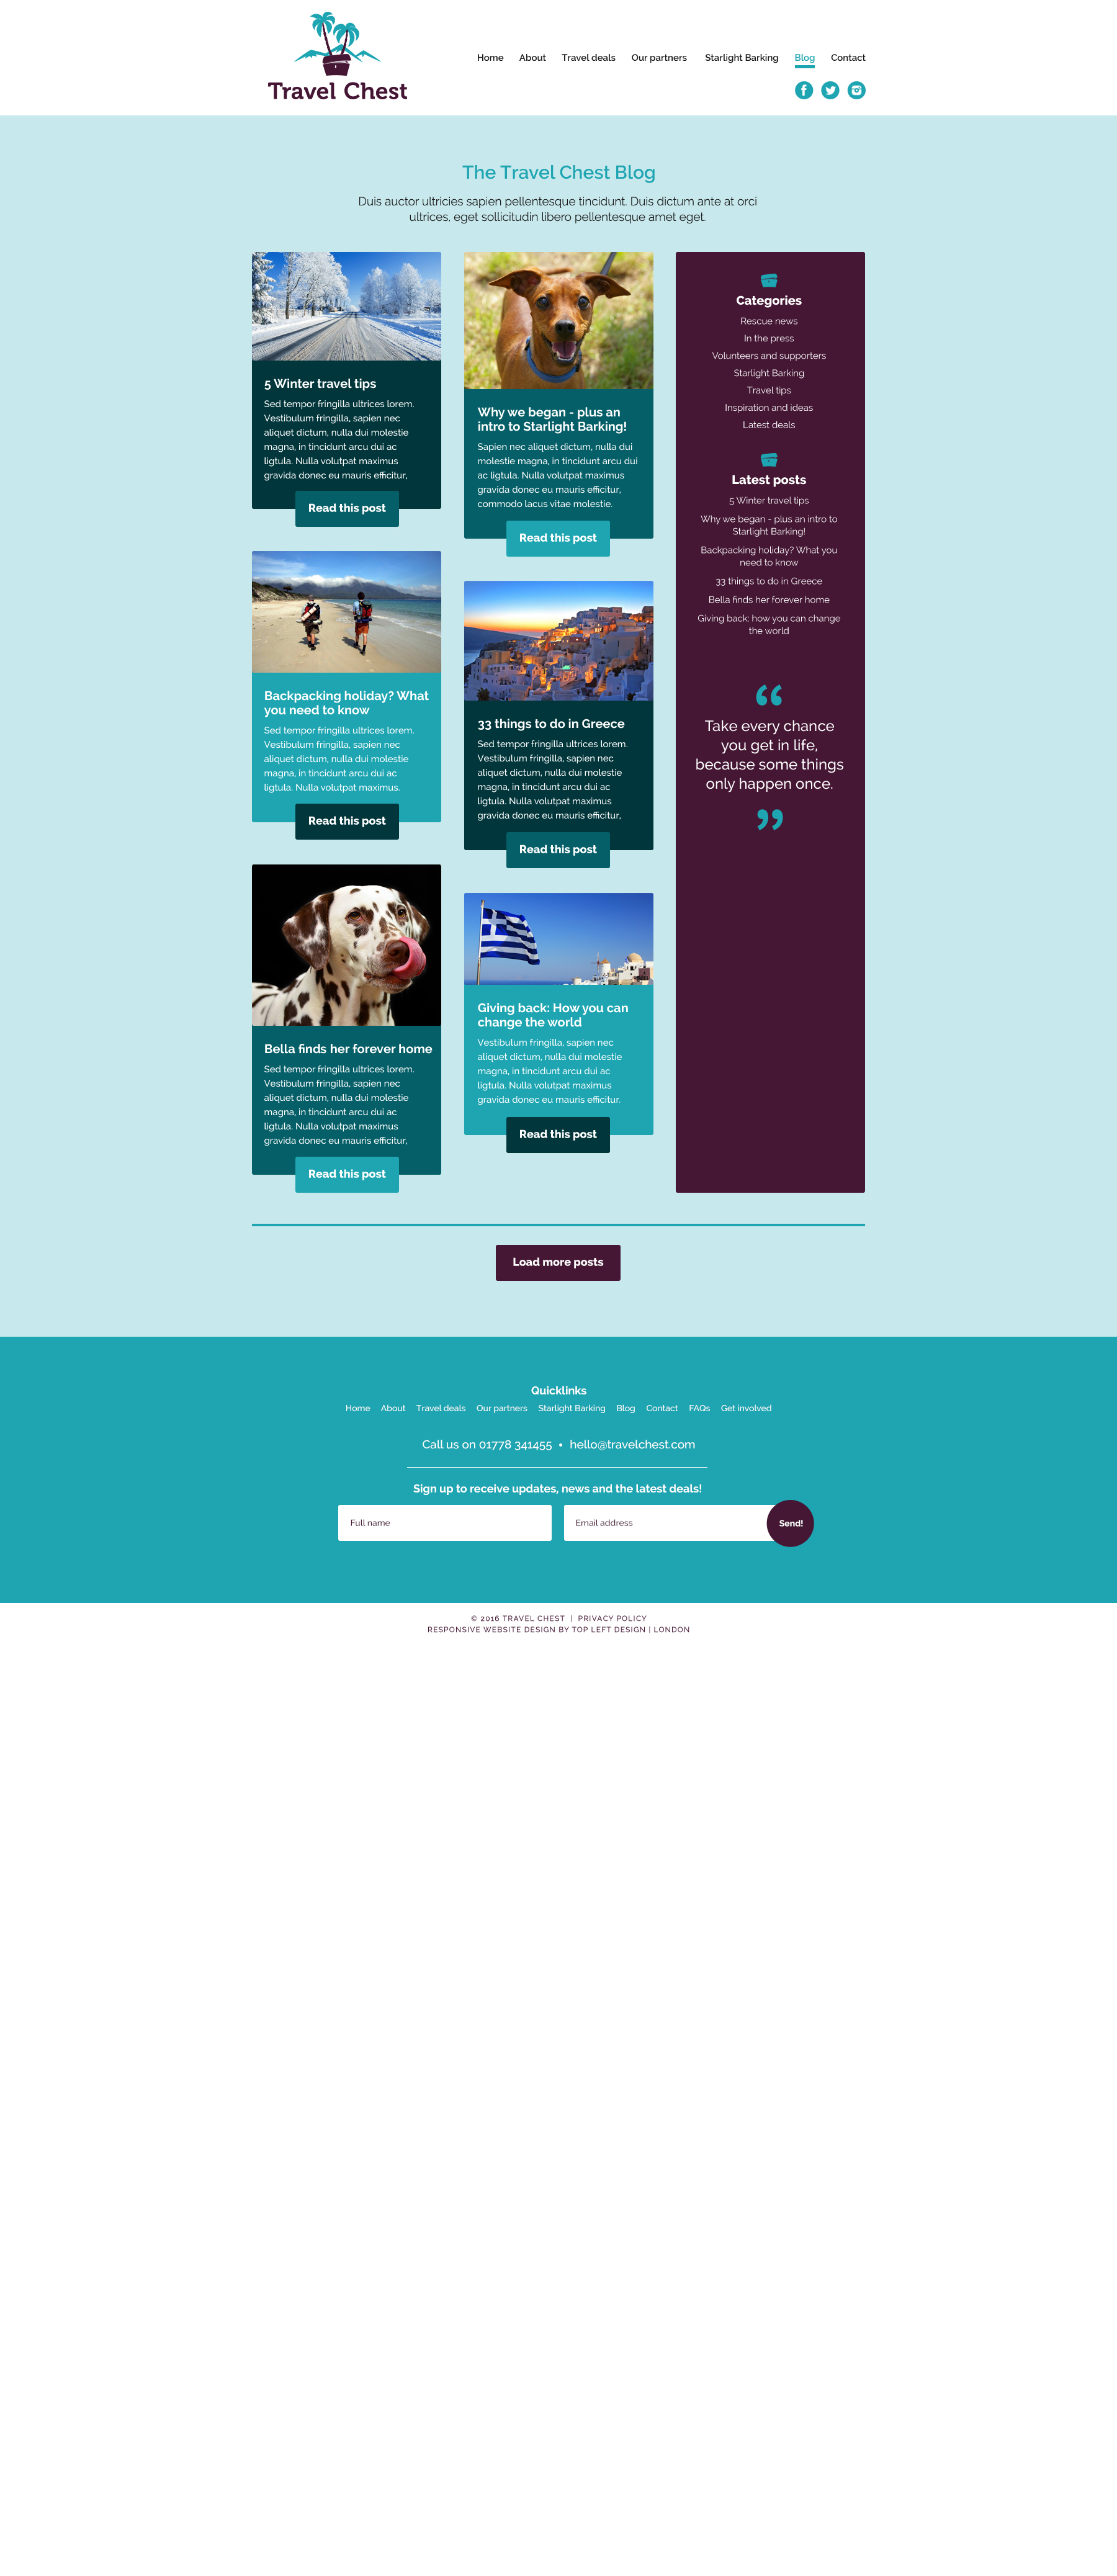 Travel Chest
Home About Travel deals Our partners Starlight Barking Blog Contact
The Travel Chest Blog
Duis auctor ultricies sapien pellentesque tincidunt. Duis dictum ante at orci
ultrices, eget sollicitudin libero pellentesque amet eget.
5 Winter travel tips
Sed tempor fringilla ultrices lorem.
Vestibulum fringilla, sapien nec
aliquet dictum, nulla dui molestie
magna, in tincidunt arcu dui ac
ligtula. Nulla volutpat maximus
gravida donec eu mauris efficitur,
Read this post
Backpacking holiday? What
you need to know
Sed tempor fringilla ultrices lorem.
Vestibulum fringilla, sapien nec
aliquet dictum, nulla dui molestie
magna, in tincidunt arcu dui ac
ligtula. Nulla volutpat maximus.
Read this post
Bella finds her forever home
Sed tempor fringilla ultrices lorem.
Vestibulum fringilla, sapien nec
aliquet dictum, nulla dui molestie
magna, in tincidunt arcu dui ac
ligtula. Nulla volutpat maximus
gravida donec eu mauris efficitur,
Read this post
Why we began - plus an
intro to Starlight Barking!
Sapien nec aliquet dictum, nulla dui
molestie magna, in tincidunt arcu dui
ac ligtula. Nulla volutpat maximus
gravida donec eu mauris efficitur,
commodo lacus vitae molestie.
Read this post
33 things to do in Greece
Sed tempor fringilla ultrices lorem.
Vestibulum fringilla, sapien nec
aliquet dictum, nulla dui molestie
magna, in tincidunt arcu dui ac
ligtula. Nulla volutpat maximus
gravida donec eu mauris efficitur,
Read this post
Giving back: How you can
change the world
Vestibulum fringilla, sapien nec
aliquet dictum, nulla dui molestie
magna, in tincidunt arcu dui ac
ligtula. Nulla volutpat maximus
gravida donec eu mauris efficitur.
Read this post
Categories
Rescue news
In the press
Volunteers and supporters
Starlight Barking
Travel tips
Inspiration and ideas
Latest deals
Latest posts
5 Winter travel tips
Why we began - plus an intro to
Starlight Barking!
Backpacking holiday? What you
need to know
33 things to do in Greece
Bella finds her forever home
Giving back: how you can change
the world
“
Take every chance
you get in life,
because some things
only happen once.
”
Load more posts
Quicklinks
Home About Travel deals Our partners Starlight Barking Blog Contact FAQs Get involved
Call us on 01778 341455 • hello@travelchest.com
Sign up to receive updates, news and the latest deals!
Full name Email address Send!
© 2016 TRAVEL CHEST | PRIVACY POLICY
RESPONSIVE WEBSITE DESIGN BY TOP LEFT DESIGN | LONDON